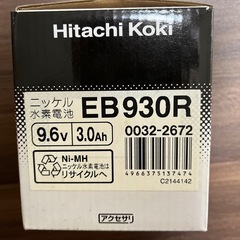 Hitachi Koki
ニッケル
水素電池
EB930R
9.6V 3.0Ah
0032-2672
Ni-MH
ニッケル水素電池は
リサイクルへ
4966375137474
C2144142
アクセサリ